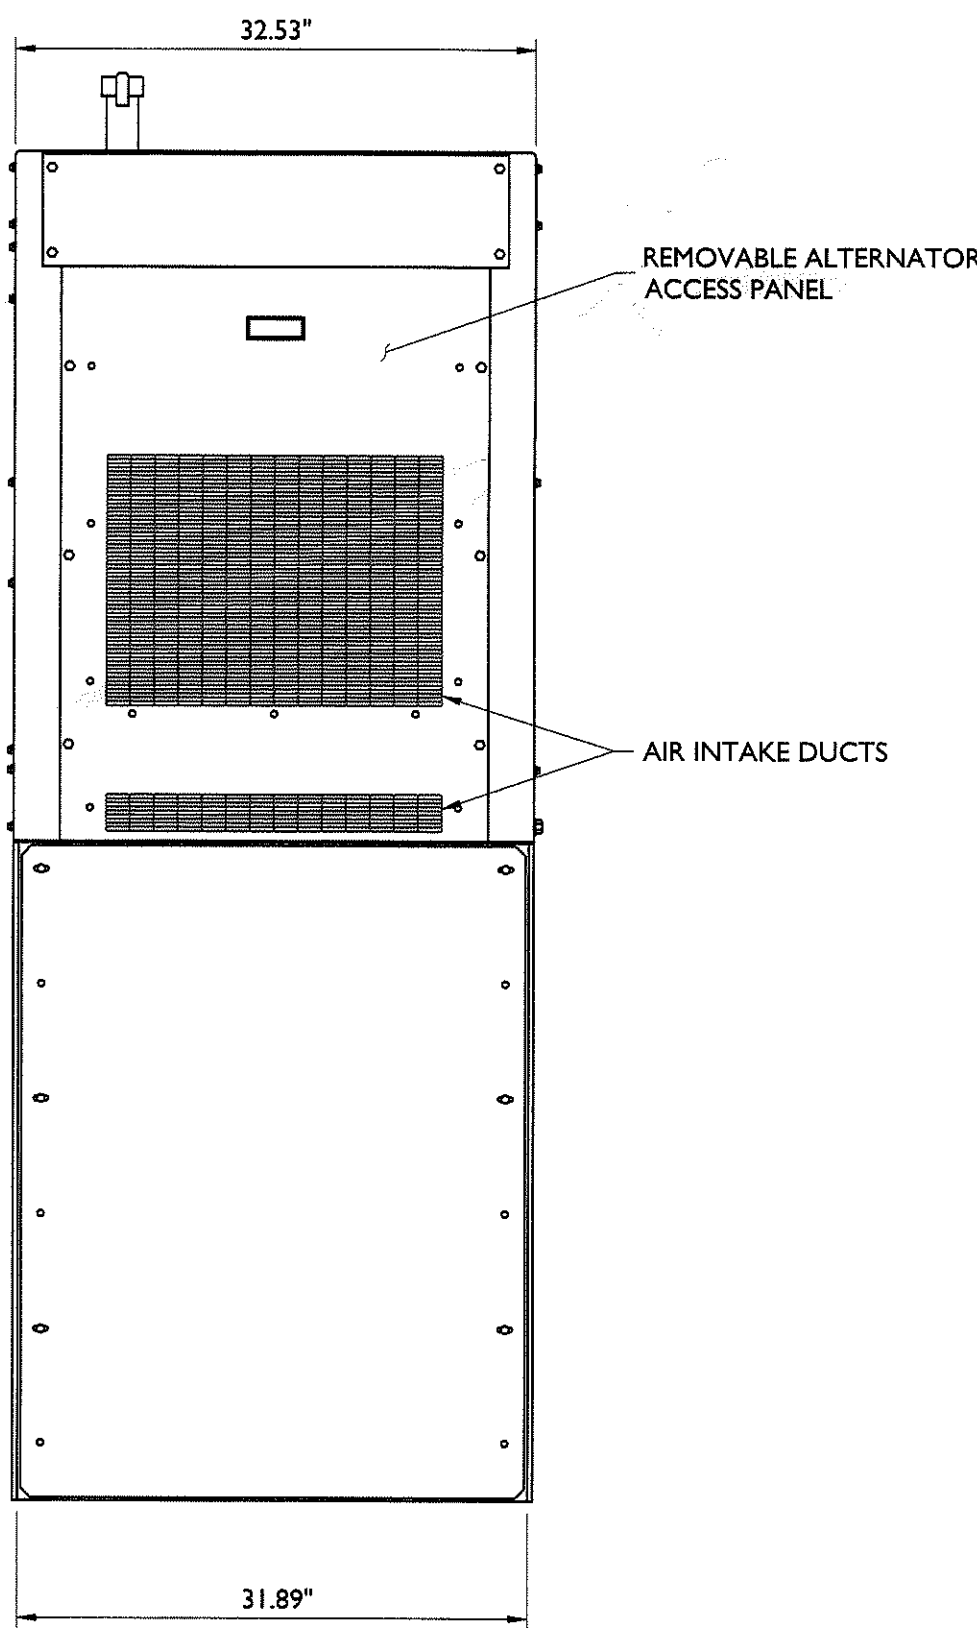 32.53"
REMOVABLE ALTERNATOR
ACCESS PANEL
AIR INTAKE DUCTS
31.89"